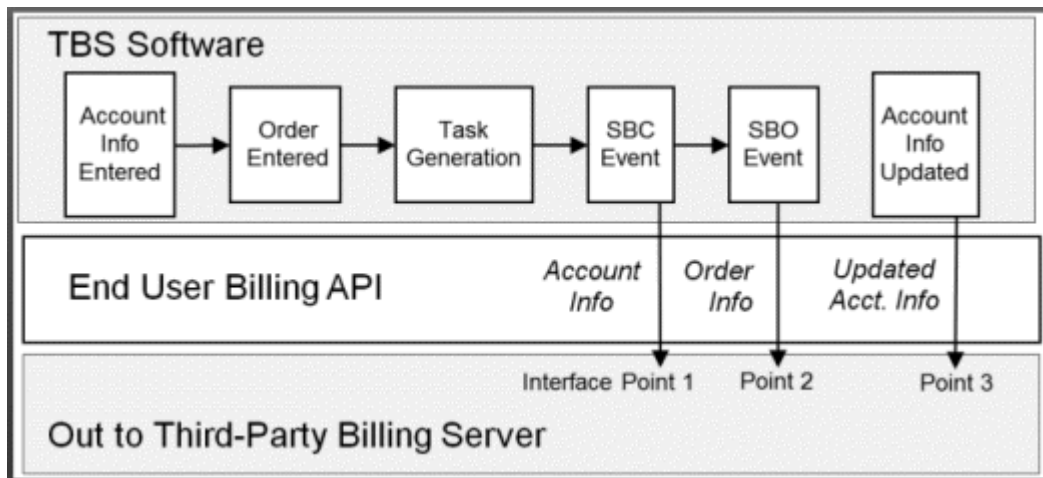 TBS Software
Account
Info
Entered
Order
Entered
Task
Generation
SBC
Event
SBO
Event
Account
Info
Updated
End User Billing API
Account
Info
Order
Info
Updated
Acct. Info
Interface Point 1
Point 2
Point 3
Out to Third-Party Billing Server